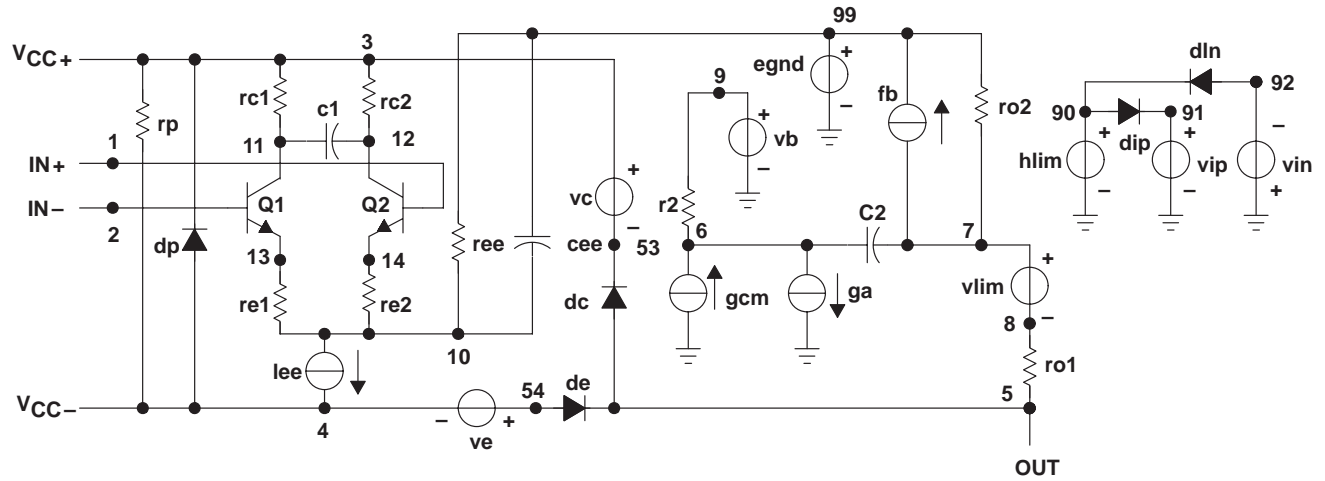 99
3
VCC+
egnd
+
−
fb
ro2
dln
92
9
+
vb
−
rp
rc1
c1
rc2
11
12
1
IN+
IN−
2
Q1
Q2
dp
13
14
re1
re2
ree
cee
vc
+
−
53
dc
r2
6
gcm
ga
C2
7
+
vlim
−
8
ro1
5
90
dip
91
hlim
+
−
+
vip
−
−
vin
+
10
Iee
VCC−
4
−
ve
+
54
de
OUT